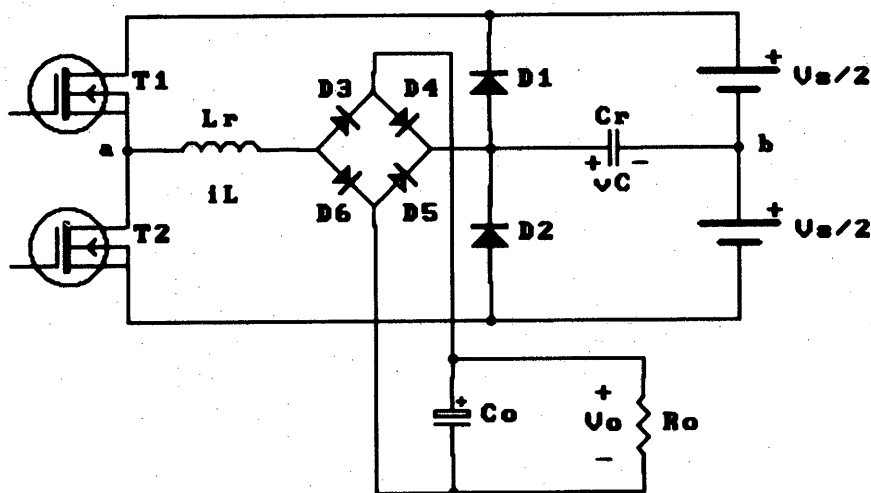 T1
D3
D4
D1
+
Vs/2
a
Lr
Cr
b
+ -
iL
vC
D6
D5
T2
D2
+
Vs/2
+
Co
+
Vo
-
Ro